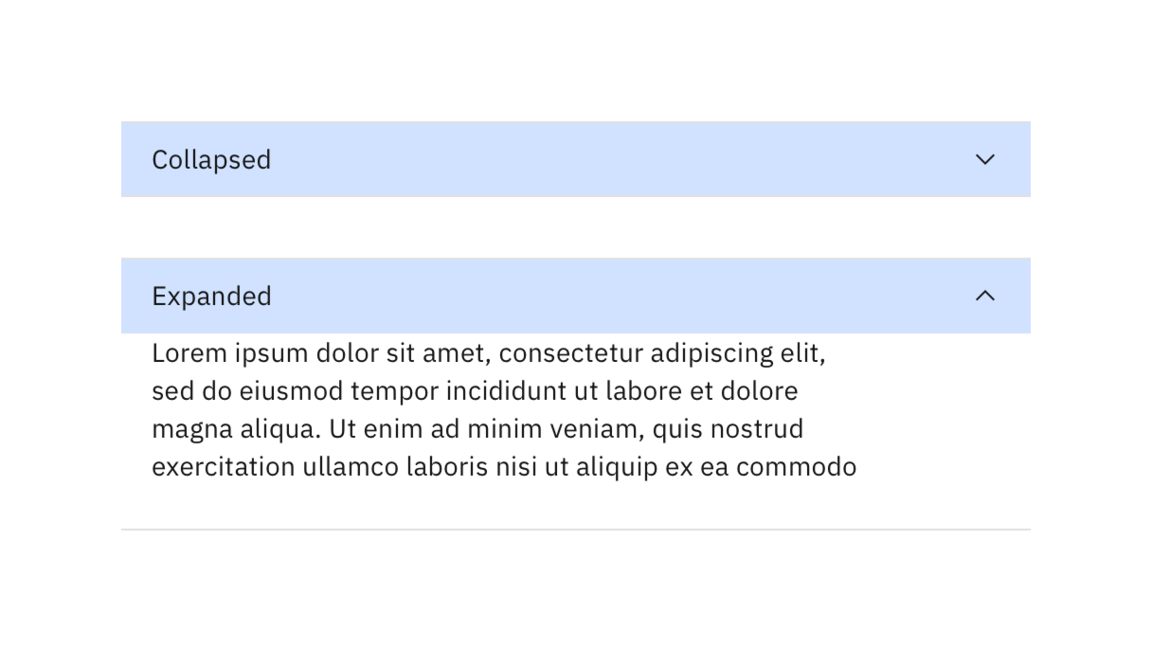 Collapsed
Expanded
Lorem ipsum dolor sit amet, consectetur adipiscing elit,
sed do eiusmod tempor incididunt ut labore et dolore
magna aliqua. Ut enim ad minim veniam, quis nostrud
exercitation ullamco laboris nisi ut aliquip ex ea commodo